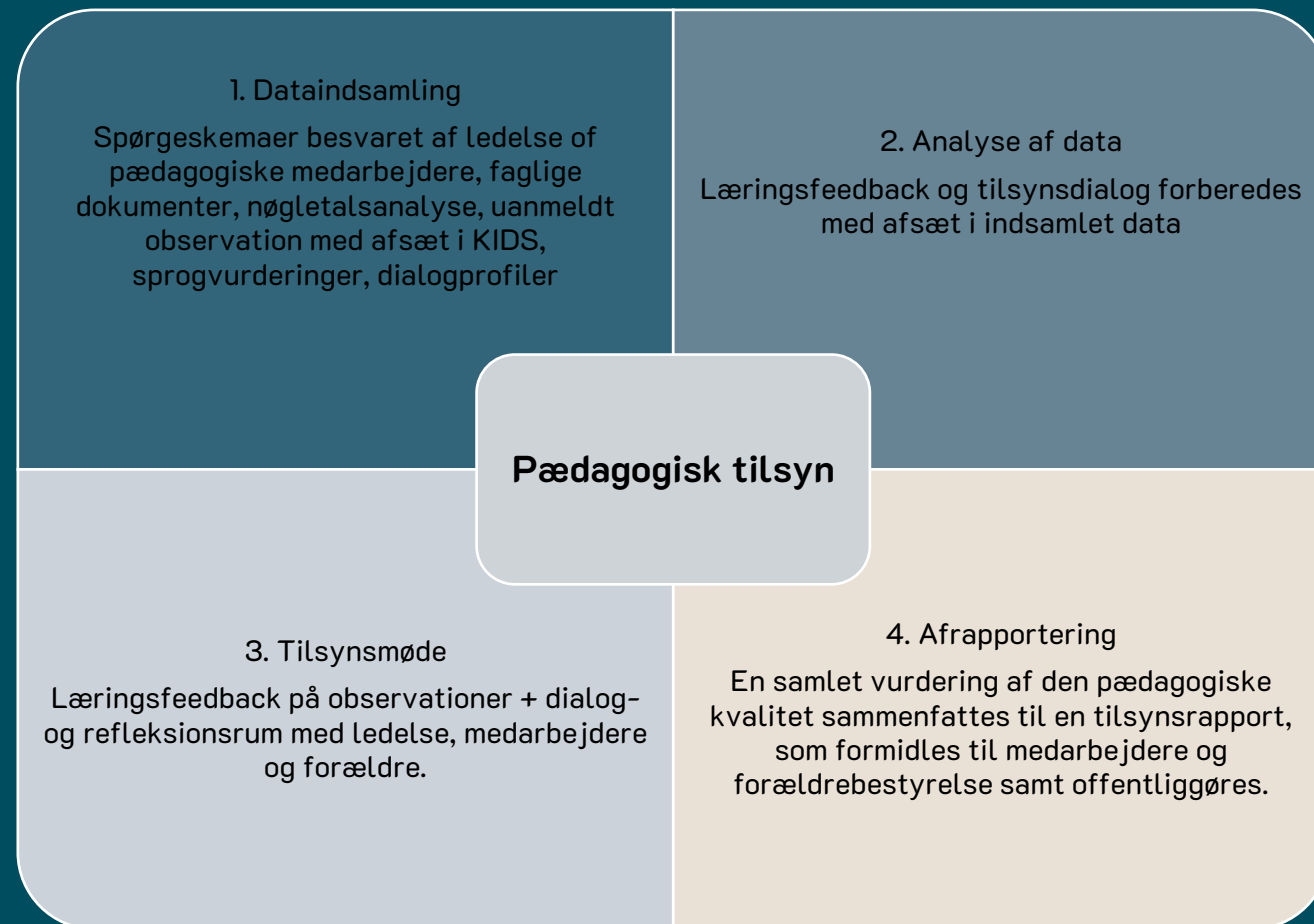 1. Dataindsamling
Spørgeskemaer besvaret af ledelse of
pædagogiske medarbejdere, faglige
dokumenter, nøgletalsanalyse, uanmeldt
observation med afsæt i KIDS,
sprogvurderinger, dialogprofiler
2. Analyse af data
Læringsfeedback og tilsynsdialog forberedes
med afsæt i indsamlet data
Pædagogisk tilsyn
3. Tilsynsmøde
Læringsfeedback på observationer + dialog-
og refleksionsrum med ledelse, medarbejdere
og forældre.
4. Afrapportering
En samlet vurdering af den pædagogiske
kvalitet sammenfattes til en tilsynsrapport,
som formidles til medarbejdere og
forældrebestyrelse samt offentliggøres.